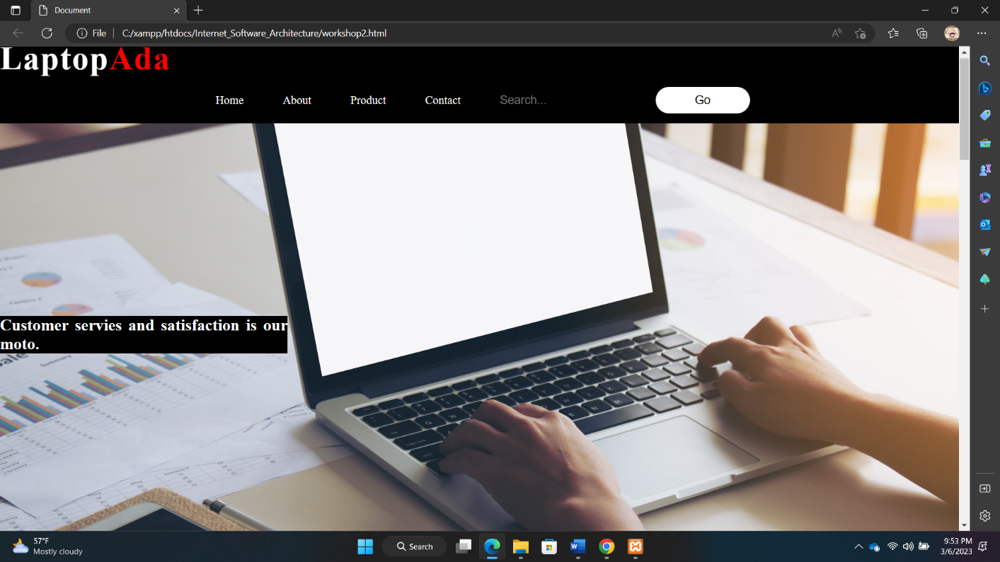 Document
File
C:/xampp/htdocs/Internet_Software_Architecture/workshop2.html
LaptopAda
Home About Product Contact Search... Go
Customer servies and satisfaction is our
moto.
Summary
57°F
Mostly cloudy
Search
9:53 PM
3/6/2023